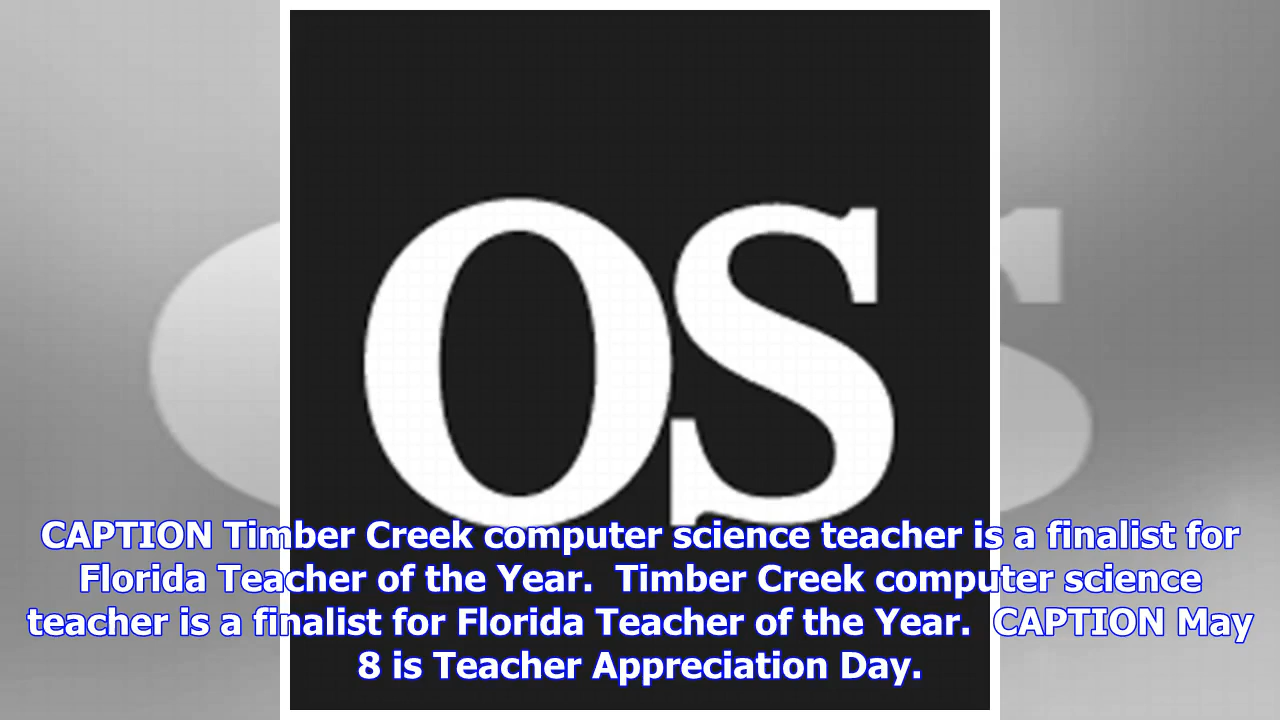 OS
CAPTION Timber Creek computer science teacher is a finalist for
Florida Teacher of the Year.  Timber Creek computer science
teacher is a finalist for Florida Teacher of the Year.  CAPTION May
8 is Teacher Appreciation Day.